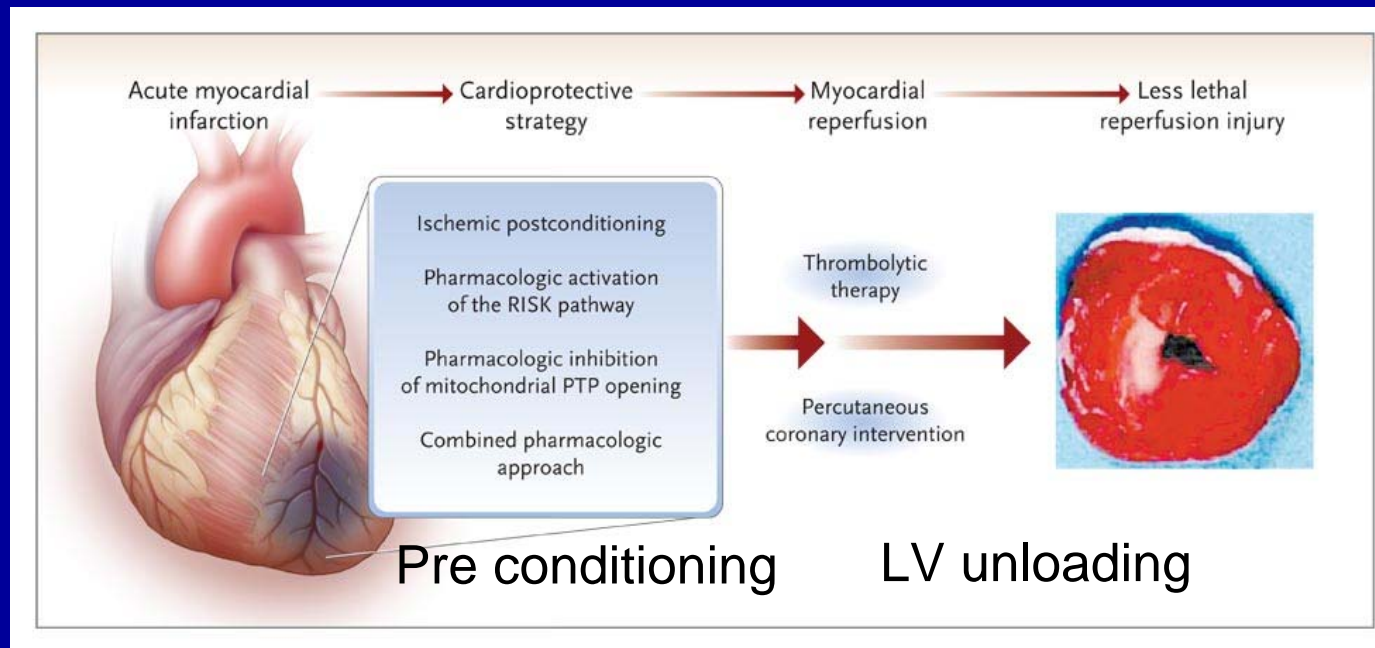 Acute myocardial
infarction
Cardioprotective
strategy
Myocardial
reperfusion
Less lethal
reperfusion injury
Ischemic postconditioning
Pharmacologic activation
of the RISK pathway
Pharmacologic inhibition
of mitochondrial PTP opening
Combined pharmacologic
approach
Thrombolytic
therapy
Percutaneous
coronary intervention
Pre conditioning
LV unloading